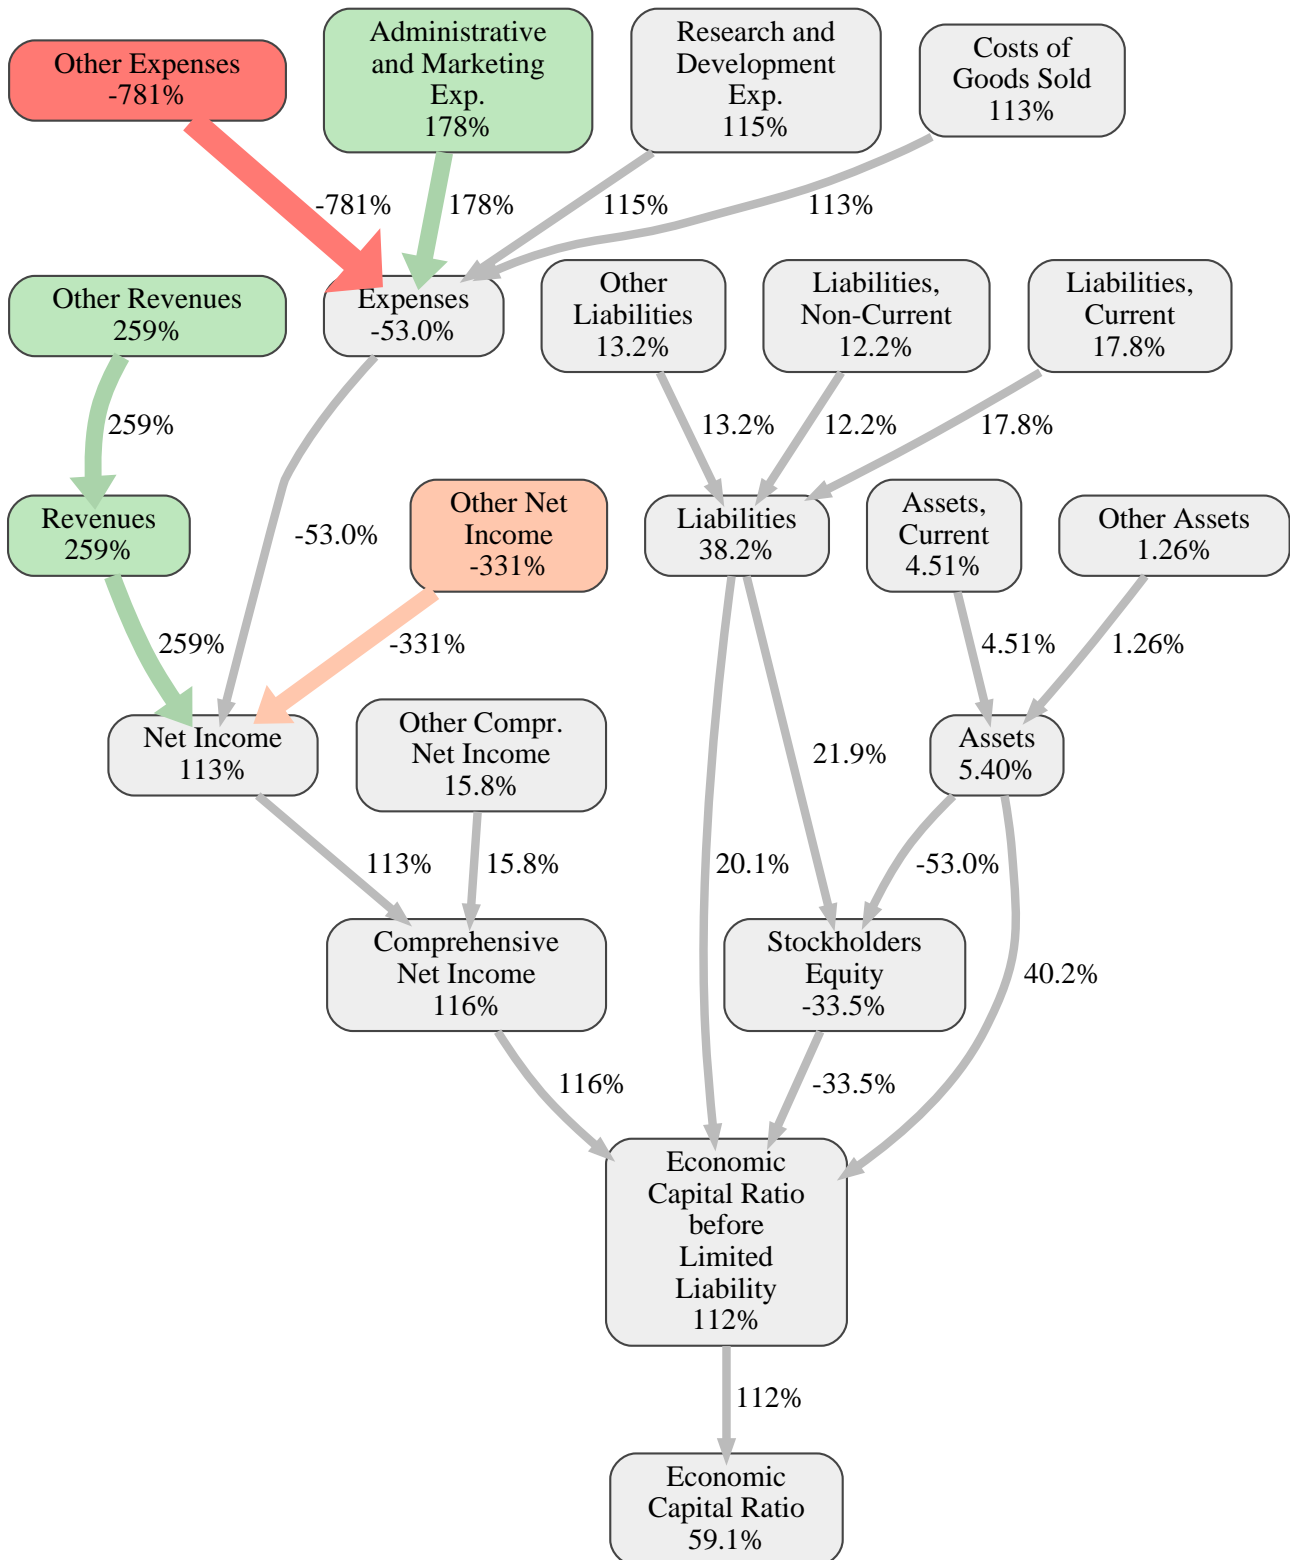 Other Expenses
-781%
Administrative
and Marketing
Exp.
178%
Research and
Development
Exp.
115%
Costs of
Goods Sold
113%
-781%
178%
115%
113%
Other Revenues
259%
Expenses
-53.0%
Other
Liabilities
13.2%
Liabilities,
Non-Current
12.2%
Liabilities,
Current
17.8%
259%
13.2%
12.2%
17.8%
Revenues
259%
-53.0%
Other Net
Income
-331%
Liabilities
38.2%
Assets,
Current
4.51%
Other Assets
1.26%
259%
-331%
4.51%
1.26%
Net Income
113%
Other Compr.
Net Income
15.8%
21.9%
Assets
5.40%
113%
15.8%
20.1%
-53.0%
Comprehensive
Net Income
116%
Stockholders
Equity
-33.5%
40.2%
116%
-33.5%
Economic
Capital Ratio
before
Limited
Liability
112%
112%
Economic
Capital Ratio
59.1%